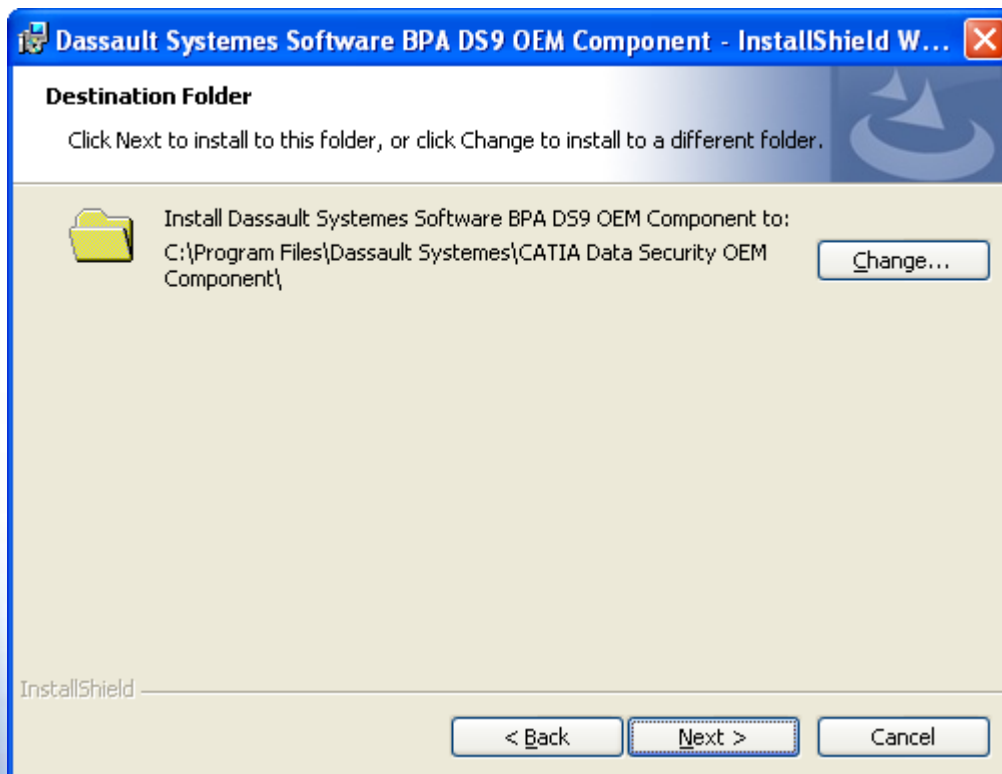 Dassault Systemes Software BPA DS9 OEM Component - InstallShield W...
Destination Folder
Click Next to install to this folder, or click Change to install to a different folder.
Install Dassault Systemes Software BPA DS9 OEM Component to:
C:\Program Files\Dassault Systemes\CATIA Data Security OEM
Component\
Change...
InstallShield
< Back
Next >
Cancel